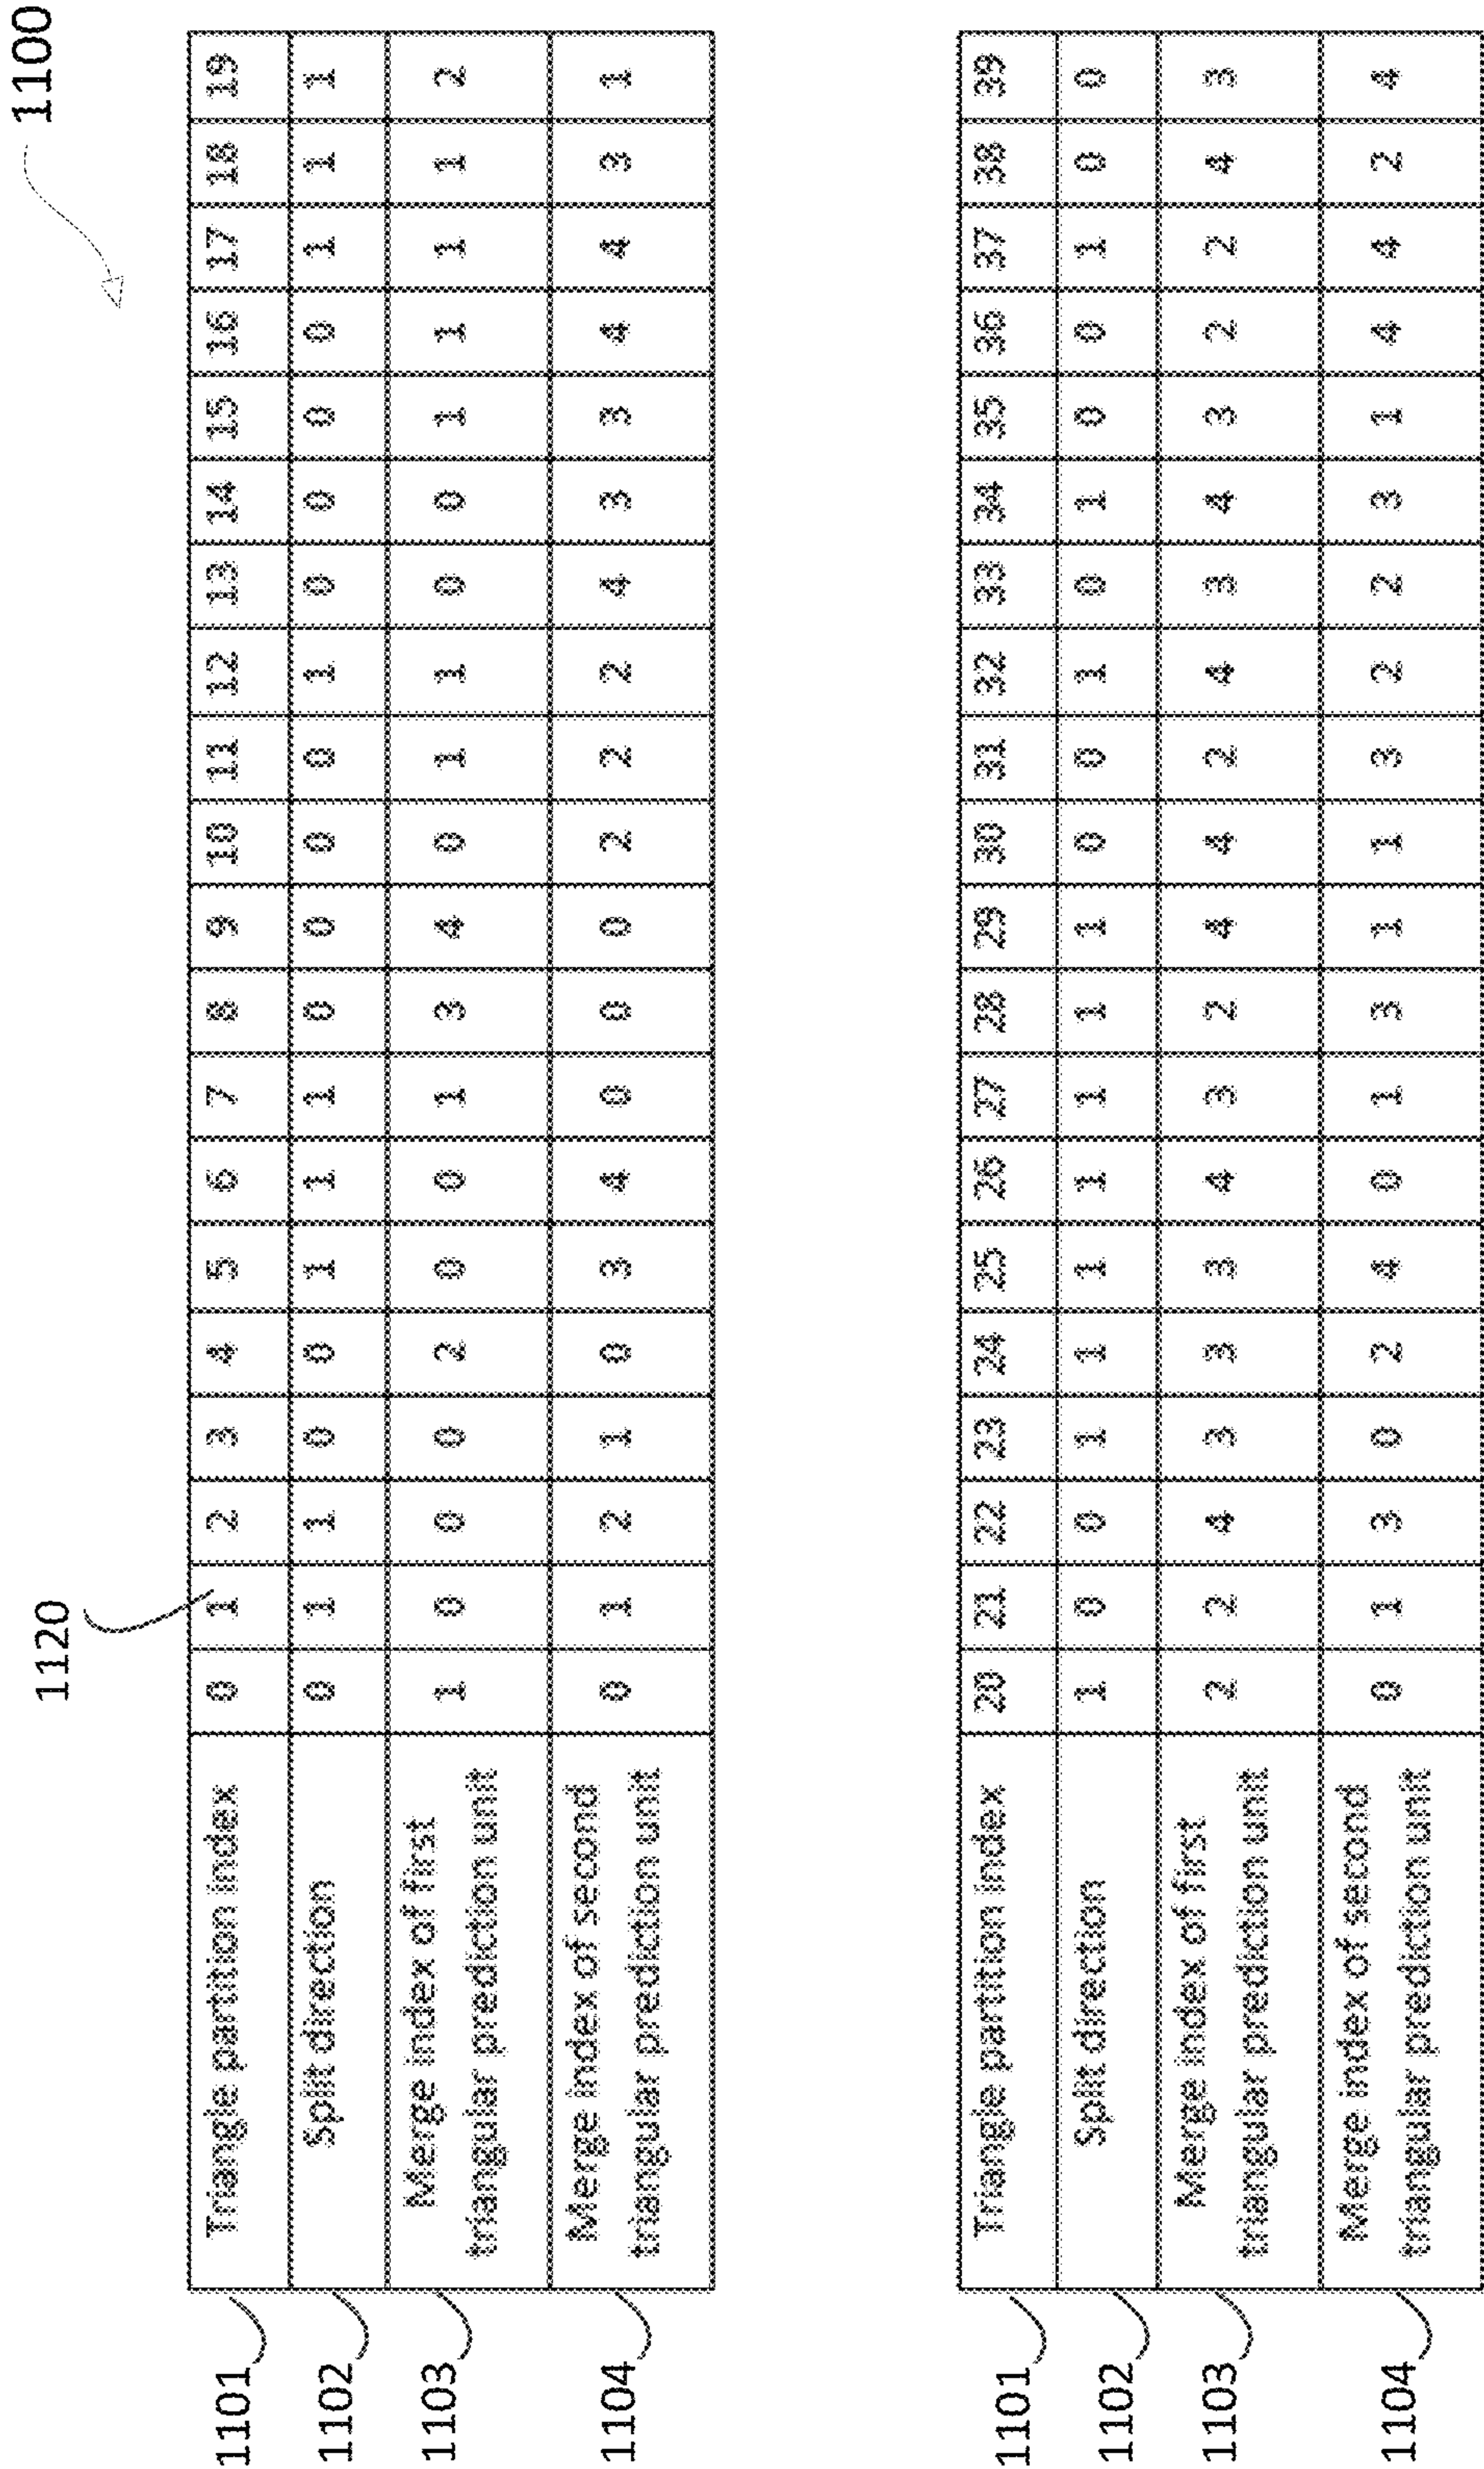 1100
1120
1101 Triangle partition index 0 1 2 3 4 5 6 7 8 9 10 11 12 13 14 15 16 17 18 19
1102 Split direction 0 1 1 0 0 1 1 1 0 0 0 0 1 0 0 0 0 1 1 1
1103 Merge index of first
triangular prediction unit 1 0 0 0 2 0 0 1 3 4 0 1 1 0 0 1 1 1 1 2
1104 Merge index of second
triangular prediction unit 0 1 2 1 0 3 4 0 0 0 2 2 2 4 3 3 4 4 3 1
1101 Triangle partition index 20 21 22 23 24 25 26 27 28 29 30 31 32 33 34 35 36 37 38 39
1102 Split direction 1 0 0 1 1 1 1 1 1 1 0 0 1 0 1 0 0 1 0 0
1103 Merge index of first
triangular prediction unit 2 2 4 3 3 3 4 3 2 4 4 2 4 3 4 3 2 2 4 3
1104 Merge index of second
triangular prediction unit 0 1 3 0 2 4 0 1 3 1 1 3 2 2 3 1 4 4 2 4